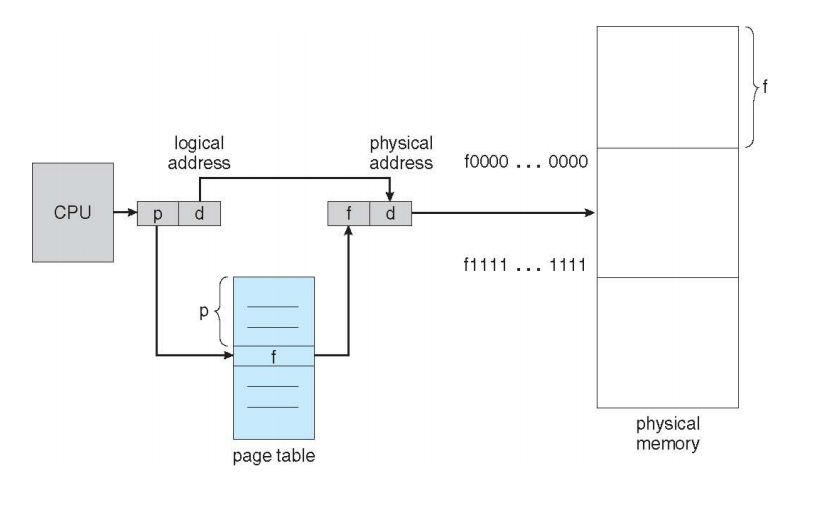 f
logical
address
physical
address
f0000 ... 0000
CPU
p
d
f
d
f1111 ... 1111
p
f
physical
memory
page table